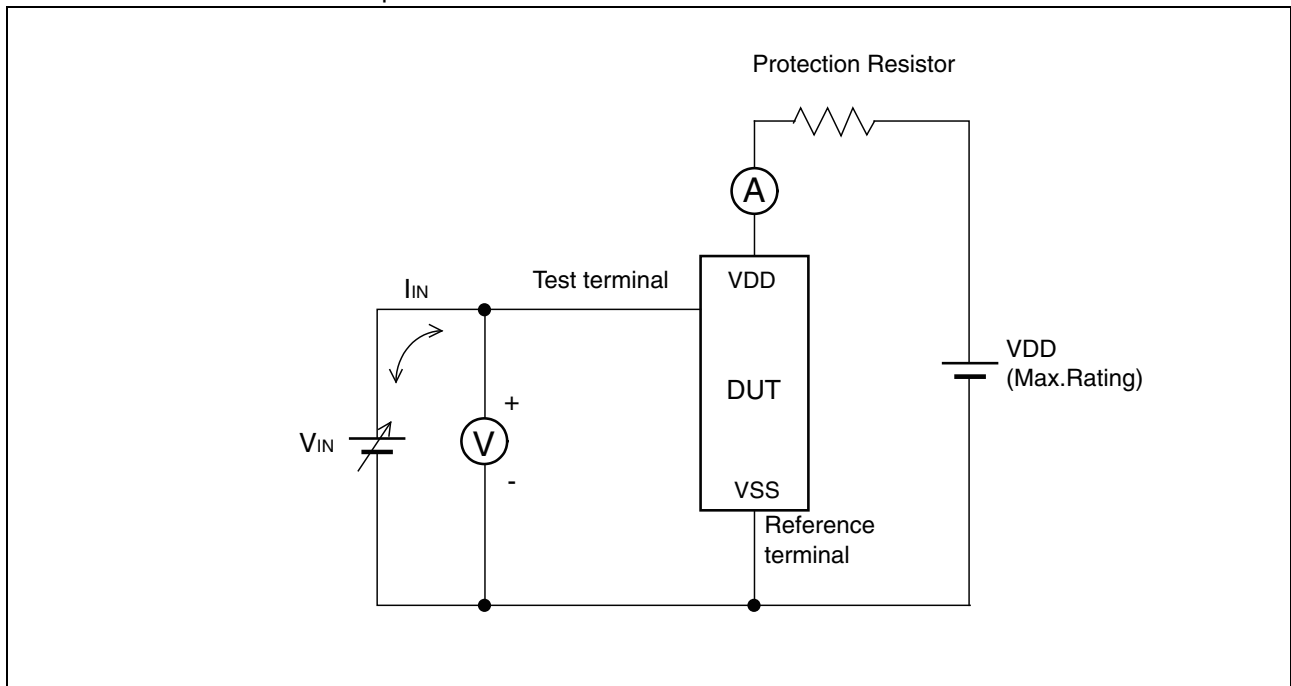 Protection Resistor
A
Test terminal
VDD
IIN
DUT
VDD
(Max.Rating)
VIN
+
V
-
VSS
Reference
terminal